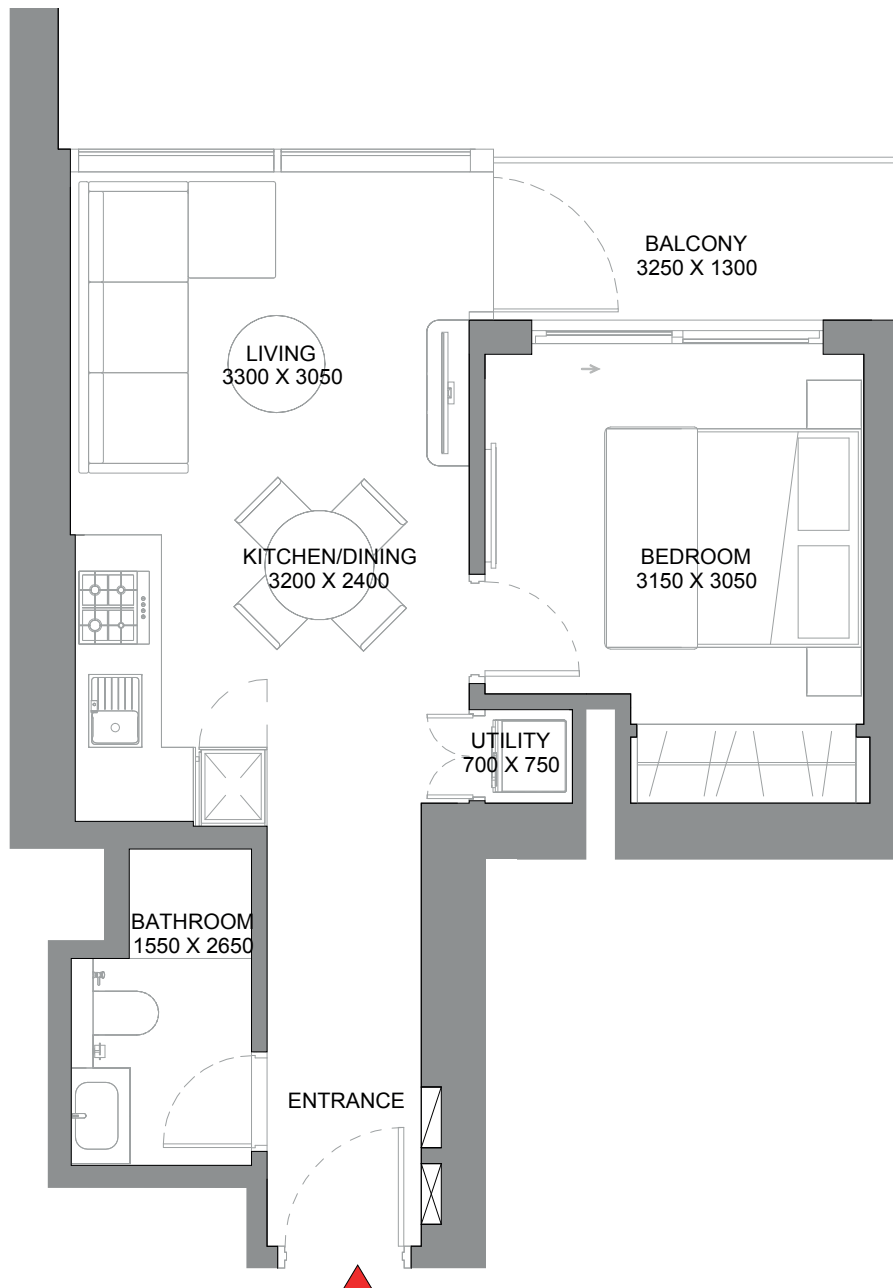 BALCONY
3250 X 1300
LIVING
3300 X 3050
KITCHEN/DINING
3200 X 2400
BEDROOM
3150 X 3050
UTILITY
700 X 750
BATHROOM
1550 X 2650
ENTRANCE